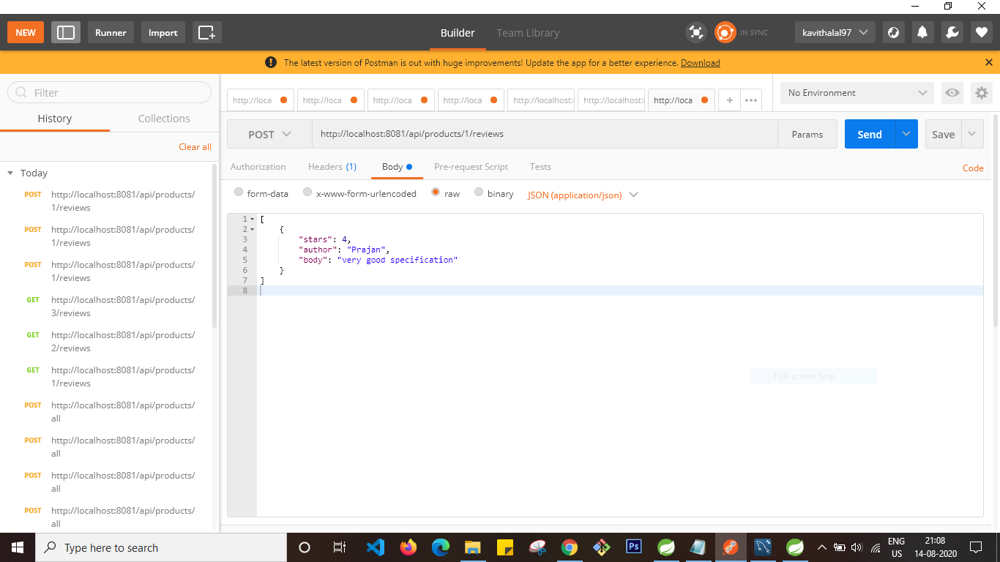 NEW
Runner
Import
Builder
Team Library
IN SYNC
kavithalal97
The latest version of Postman is out with huge improvements! Update the app for a better experience. Download
Filter
History
Collections
Clear all
Today
POST http://localhost:8081/api/products/
1/reviews
POST http://localhost:8081/api/products/
1/reviews
POST http://localhost:8081/api/products/
1/reviews
GET http://localhost:8081/api/products/
3/reviews
GET http://localhost:8081/api/products/
2/reviews
GET http://localhost:8081/api/products/
1/reviews
POST http://localhost:8081/api/products/
all
POST http://localhost:8081/api/products/
all
POST http://localhost:8081/api/products/
all
POST http://localhost:8081/api/products/
all
http://loca
http://loca
http://loca
http://loca
http://localhost:
http://localhost:
http://loca
No Environment
POST
http://localhost:8081/api/products/1/reviews
Params
Send
Save
Authorization
Headers (1)
Body
Pre-request Script
Tests
Code
form-data
x-www-form-urlencoded
raw
binary
JSON (application/json)
1 [
2 {
3 "stars": 4,
4 "author": "Prajan",
5 "body": "very good specification"
6 }
7 ]
8
Full-screen Snip
Type here to search
Ps
ENG
US
21:08
14-08-2020